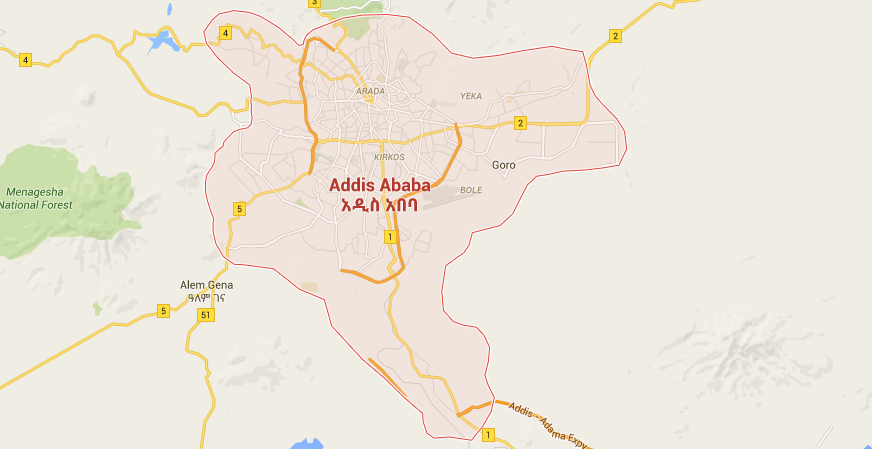 3
4
2
4
ARADA
YEKA
2
KIRKOS
Goro
Addis Ababa
አዲስ አበባ
BOLE
Menagesha
National Forest
5
1
Alem Gena
ዓለም ገና
5
51
Addis - Adama Expy
1